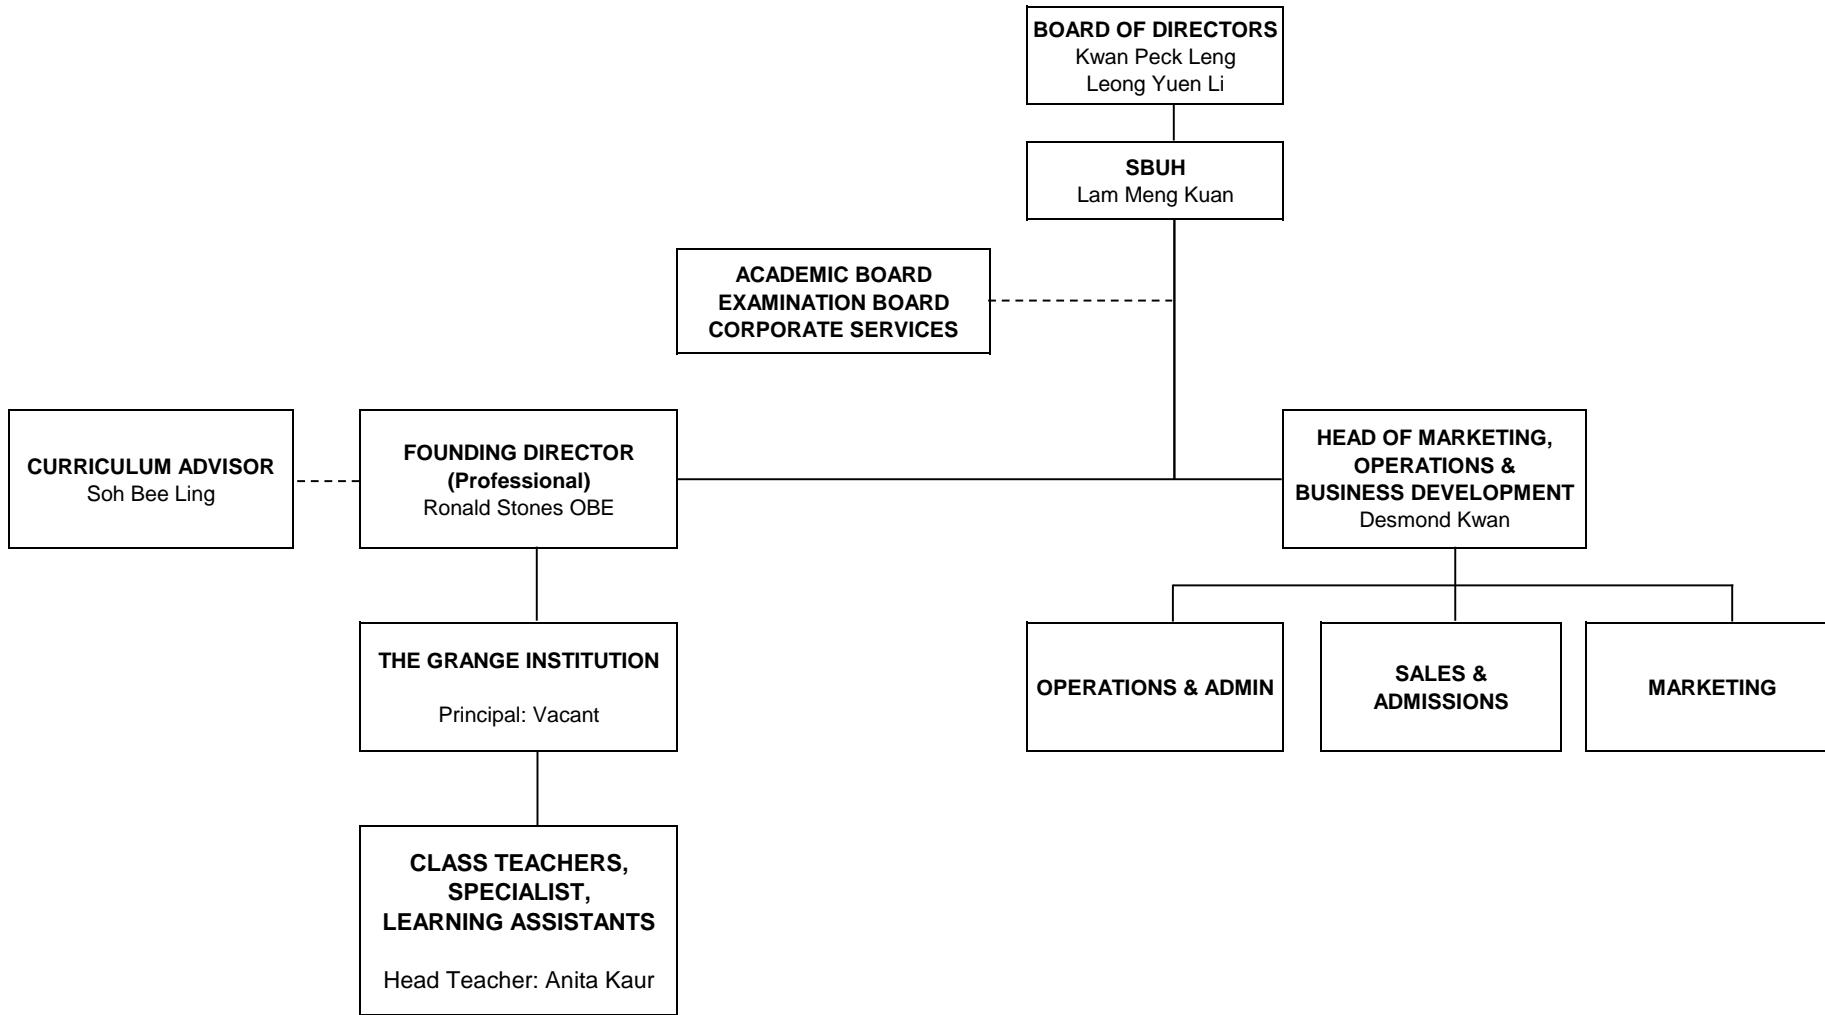 BOARD OF DIRECTORS
Kwan Peck Leng
Leong Yuen Li
SBUH
Lam Meng Kuan
ACADEMIC BOARD
EXAMINATION BOARD
CORPORATE SERVICES
CURRICULUM ADVISOR
Soh Bee Ling
FOUNDING DIRECTOR
(Professional)
Ronald Stones OBE
HEAD OF MARKETING,
OPERATIONS &
BUSINESS DEVELOPMENT
Desmond Kwan
THE GRANGE INSTITUTION
Principal: Vacant
OPERATIONS & ADMIN
SALES &
ADMISSIONS
MARKETING
CLASS TEACHERS,
SPECIALIST,
LEARNING ASSISTANTS
Head Teacher: Anita Kaur